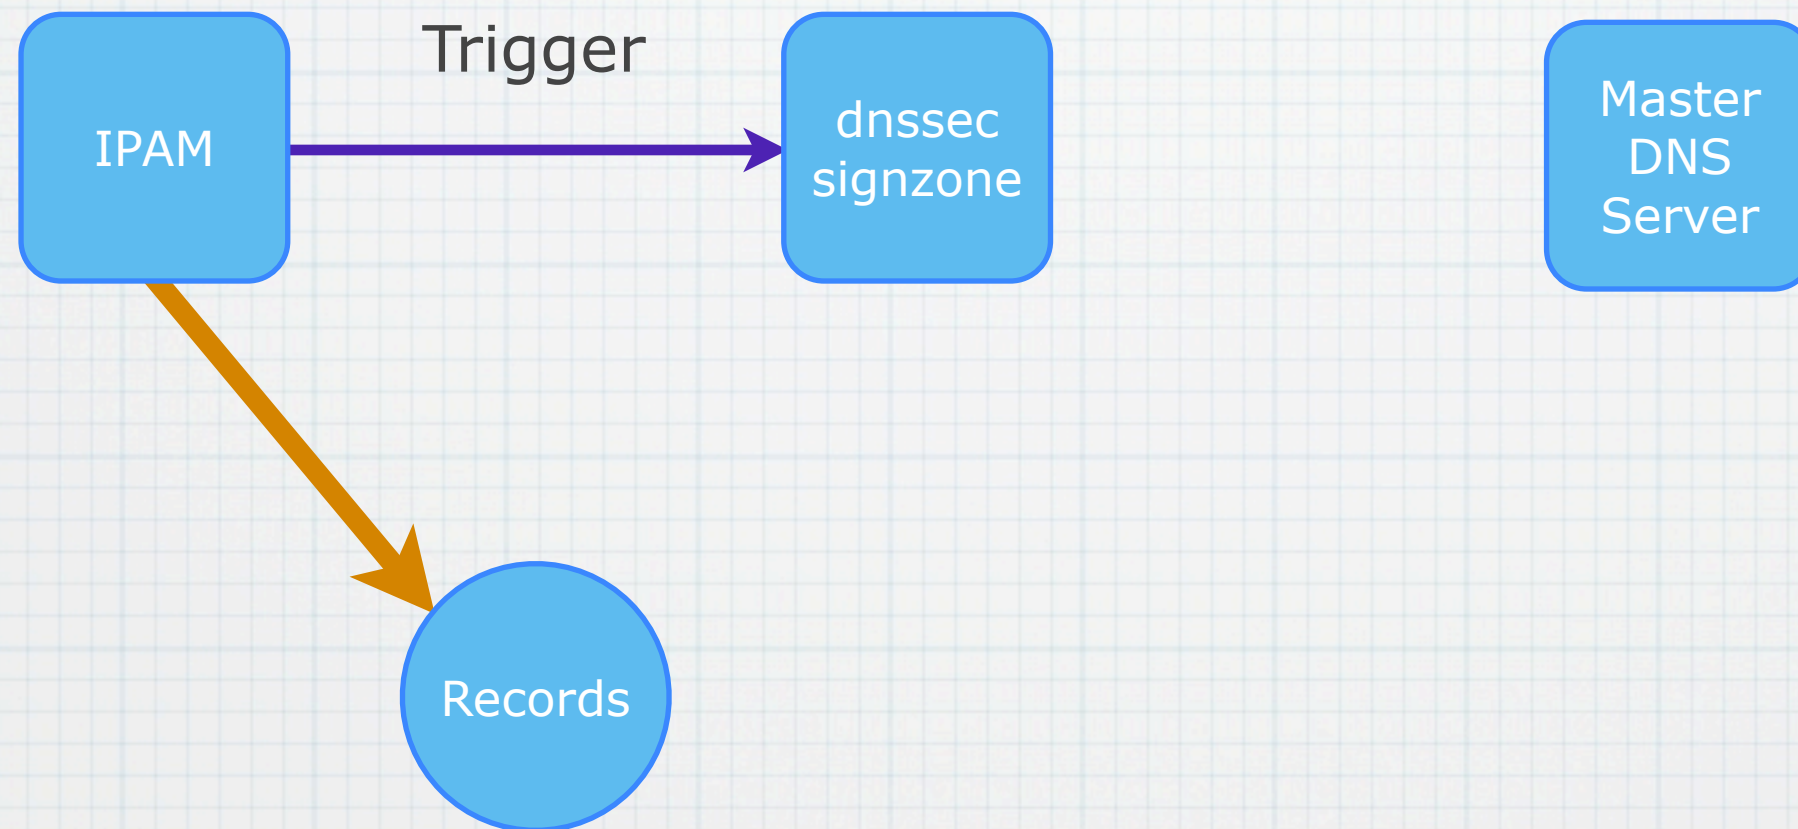 IPAM
Trigger
dnssec
signzone
Master
DNS
Server
Records